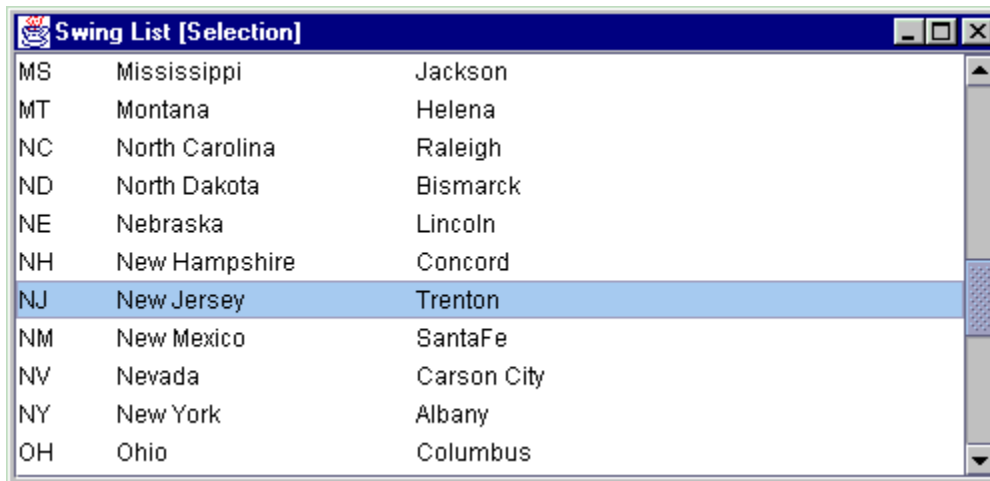 Swing List [Selection]
MS Mississippi Jackson
MT Montana Helena
NC North Carolina Raleigh
ND North Dakota Bismarck
NE Nebraska Lincoln
NH New Hampshire Concord
NJ New Jersey Trenton
NM New Mexico SantaFe
NV Nevada Carson City
NY New York Albany
OH Ohio Columbus